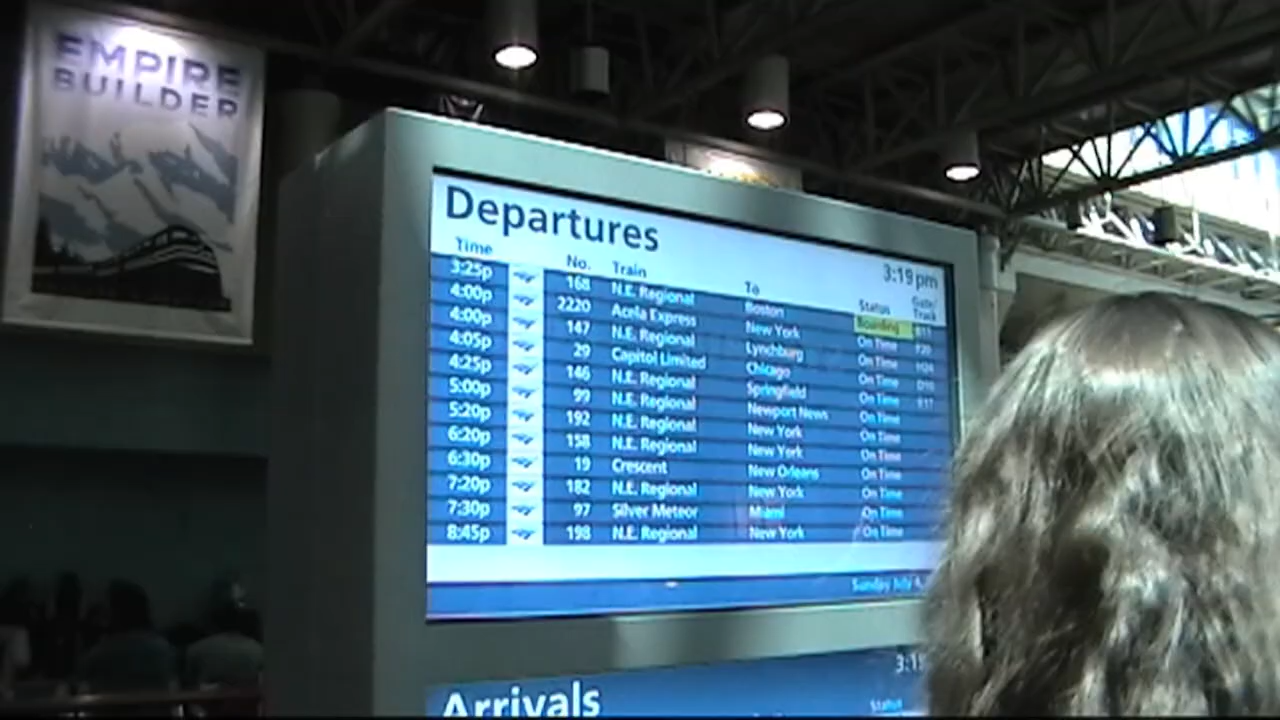 EMPIRE
BUILDER
Departures
3:19 pm
Time No. Train To Status Gate/Track
3:25p 168 N.E. Regional Boston Boarding
4:00p 2220 Acela Express New York On Time
4:00p 147 N.E. Regional Lynchburg On Time
4:05p 29 Capitol Limited Chicago On Time
4:25p 146 N.E. Regional Springfield On Time
5:00p 99 N.E. Regional Newport News On Time
5:20p 192 N.E. Regional New York On Time
6:20p 158 N.E. Regional New York On Time
6:30p 19 Crescent New Orleans On Time
7:20p 182 N.E. Regional New York On Time
7:30p 97 Silver Meteor Miami On Time
8:45p 198 N.E. Regional New York On Time
Sunday July
3:19
Arrivals
Status